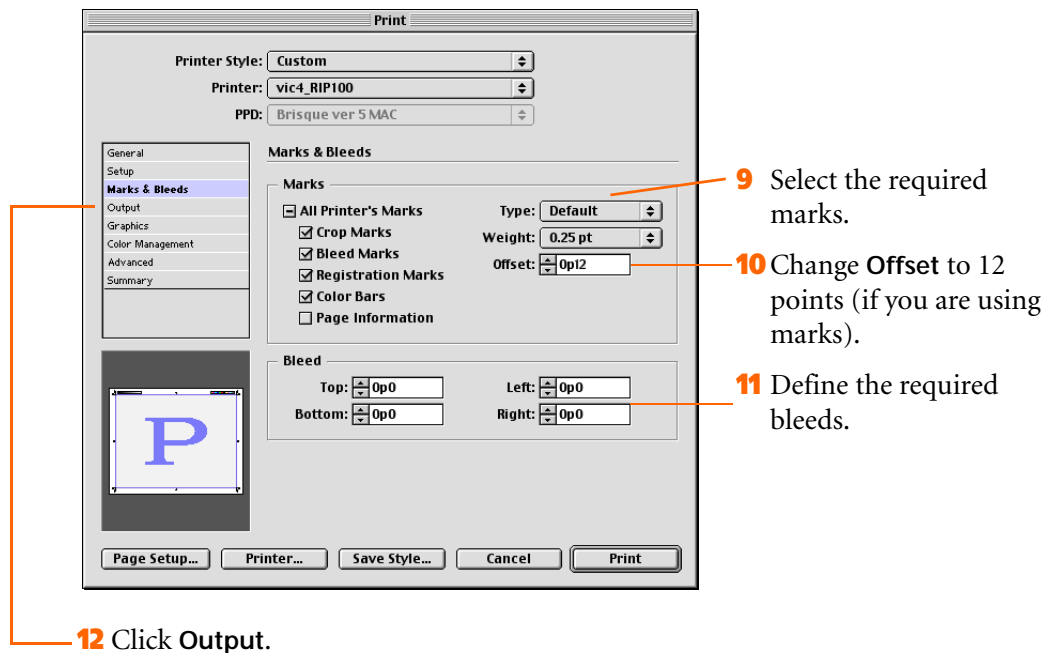 Print
Printer Style: Custom
Printer: vic4_RIP100
PPD: Brisque ver 5 MAC
General
Setup
Marks & Bleeds
Output
Graphics
Color Management
Advanced
Summary
Marks & Bleeds
Marks
All Printer's Marks
Crop Marks
Bleed Marks
Registration Marks
Color Bars
Page Information
Type: Default
Weight: 0.25 pt
Offset: 0p12
Bleed
Top: 0p0
Bottom: 0p0
Left: 0p0
Right: 0p0
P
Page Setup...
Printer...
Save Style...
Cancel
Print
9 Select the required
marks.
10 Change Offset to 12
points (if you are using
marks).
11 Define the required
bleeds.
12 Click Output.